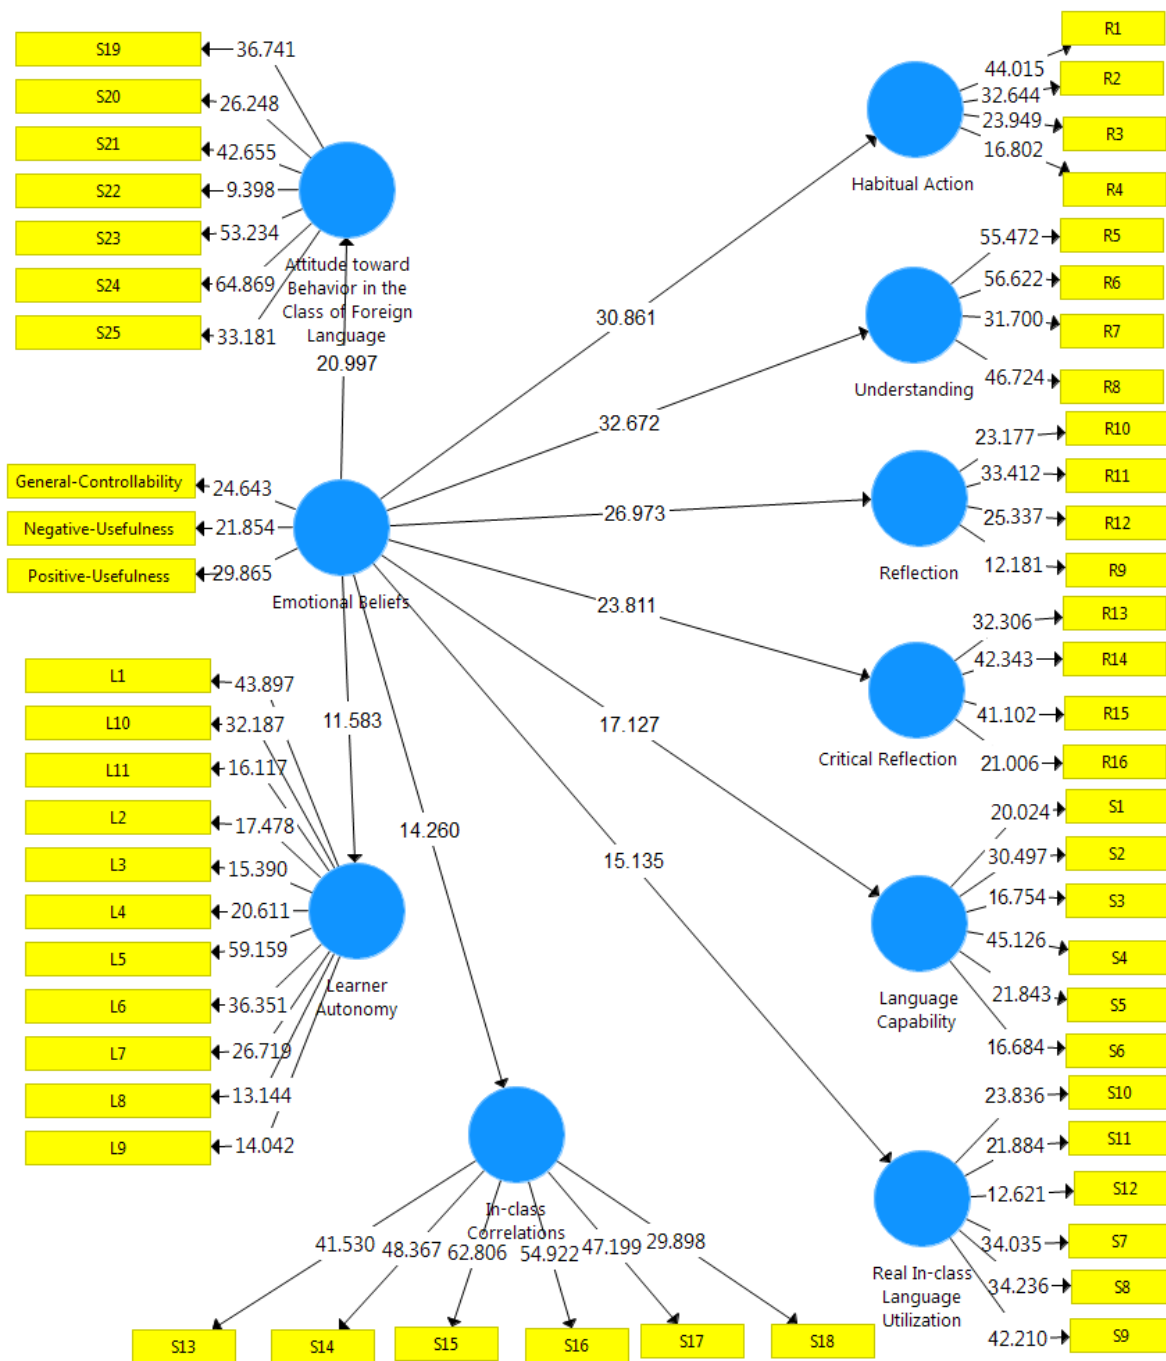 S19
36.741
S20
26.248
S21
42.655
S22
9.398
S23
53.234
S24
64.869
S25
33.181
Attitude toward
Behavior in the
Class of Foreign
Language
20.997
General-Controllability
24.643
Negative-Usefulness
21.854
Positive-Usefulness
29.865
Emotional Beliefs
L1
43.897
L10
32.187
L11
16.117
L2
17.478
L3
15.390
L4
20.611
L5
59.159
L6
36.351
L7
26.719
L8
13.144
L9
14.042
11.583
Learner
Autonomy
14.260
In-class
Correlations
41.530
48.367
62.806
54.922
47.199
29.898
S13
S14
S15
S16
S17
S18
30.861
Habitual Action
44.015
R1
32.644
R2
23.949
R3
16.802
R4
32.672
Understanding
55.472
R5
56.622
R6
31.700
R7
46.724
R8
26.973
Reflection
23.177
R10
33.412
R11
25.337
R12
12.181
R9
23.811
Critical Reflection
32.306
R13
42.343
R14
41.102
R15
21.006
R16
17.127
Language
Capability
20.024
S1
30.497
S2
16.754
S3
45.126
S4
21.843
S5
16.684
S6
15.135
Real In-class
Language
Utilization
23.836
S10
21.884
S11
12.621
S12
34.035
S7
34.236
S8
42.210
S9